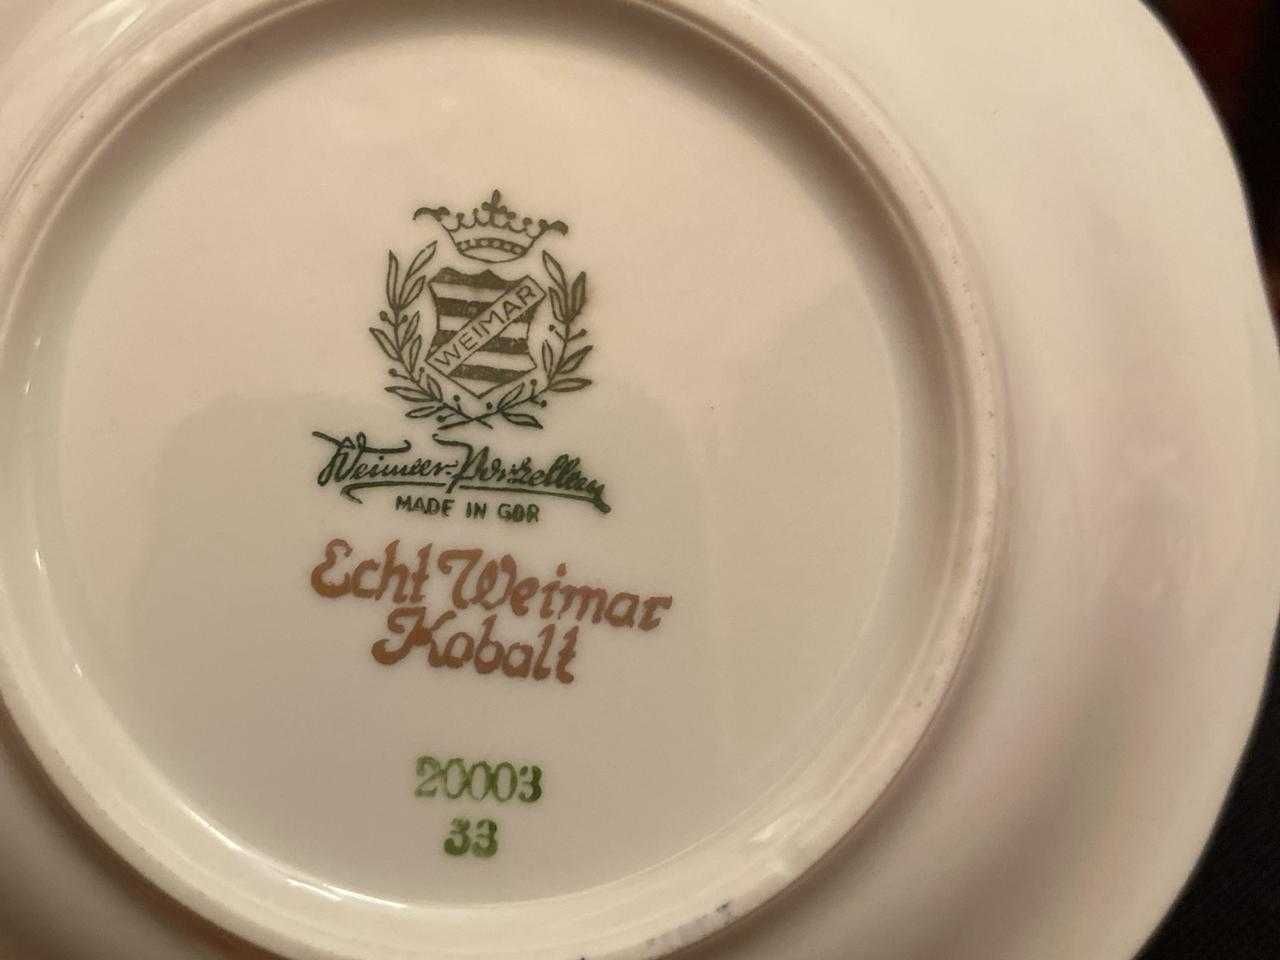 WEIMAR
Weimar-Porzellan
MADE IN GDR
Echt Weimar
Kobalt
20003
33